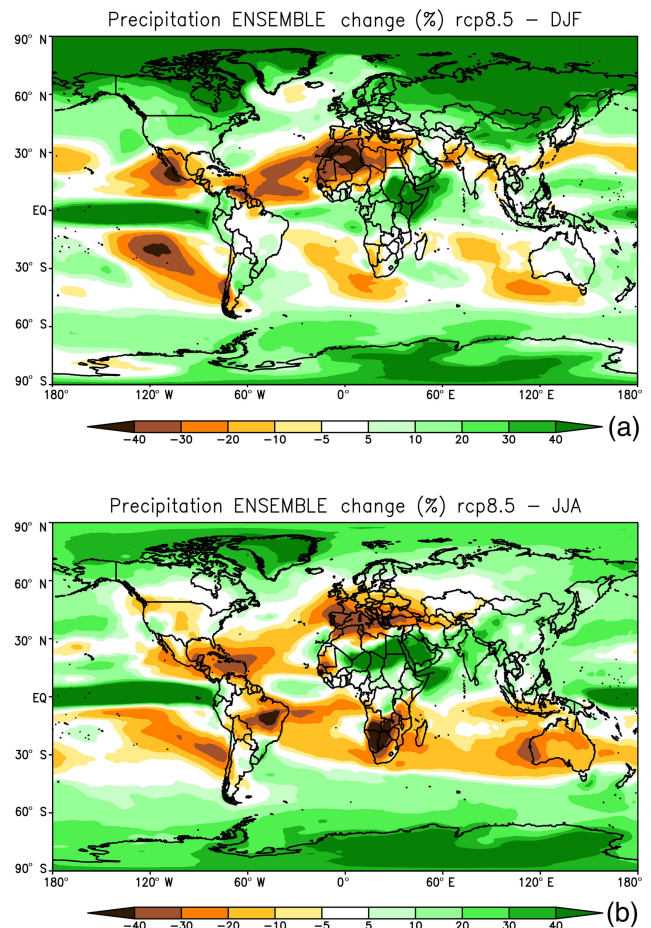 Precipitation ENSEMBLE change (%) rcp8.5 – DJF
90° N
60°
30°
EQ
30°
60°
90° S
180° 120° W 60° W 0° 60° E 120° E 180°
−40 −30 −20 −10 −5 5 10 20 30 40 (a)
Precipitation ENSEMBLE change (%) rcp8.5 – JJA
90° N
60°
30°
EQ
30°
60°
90° S
180° 120° W 60° W 0° 60° E 120° E 180°
−40 −30 −20 −10 −5 5 10 20 30 40 (b)